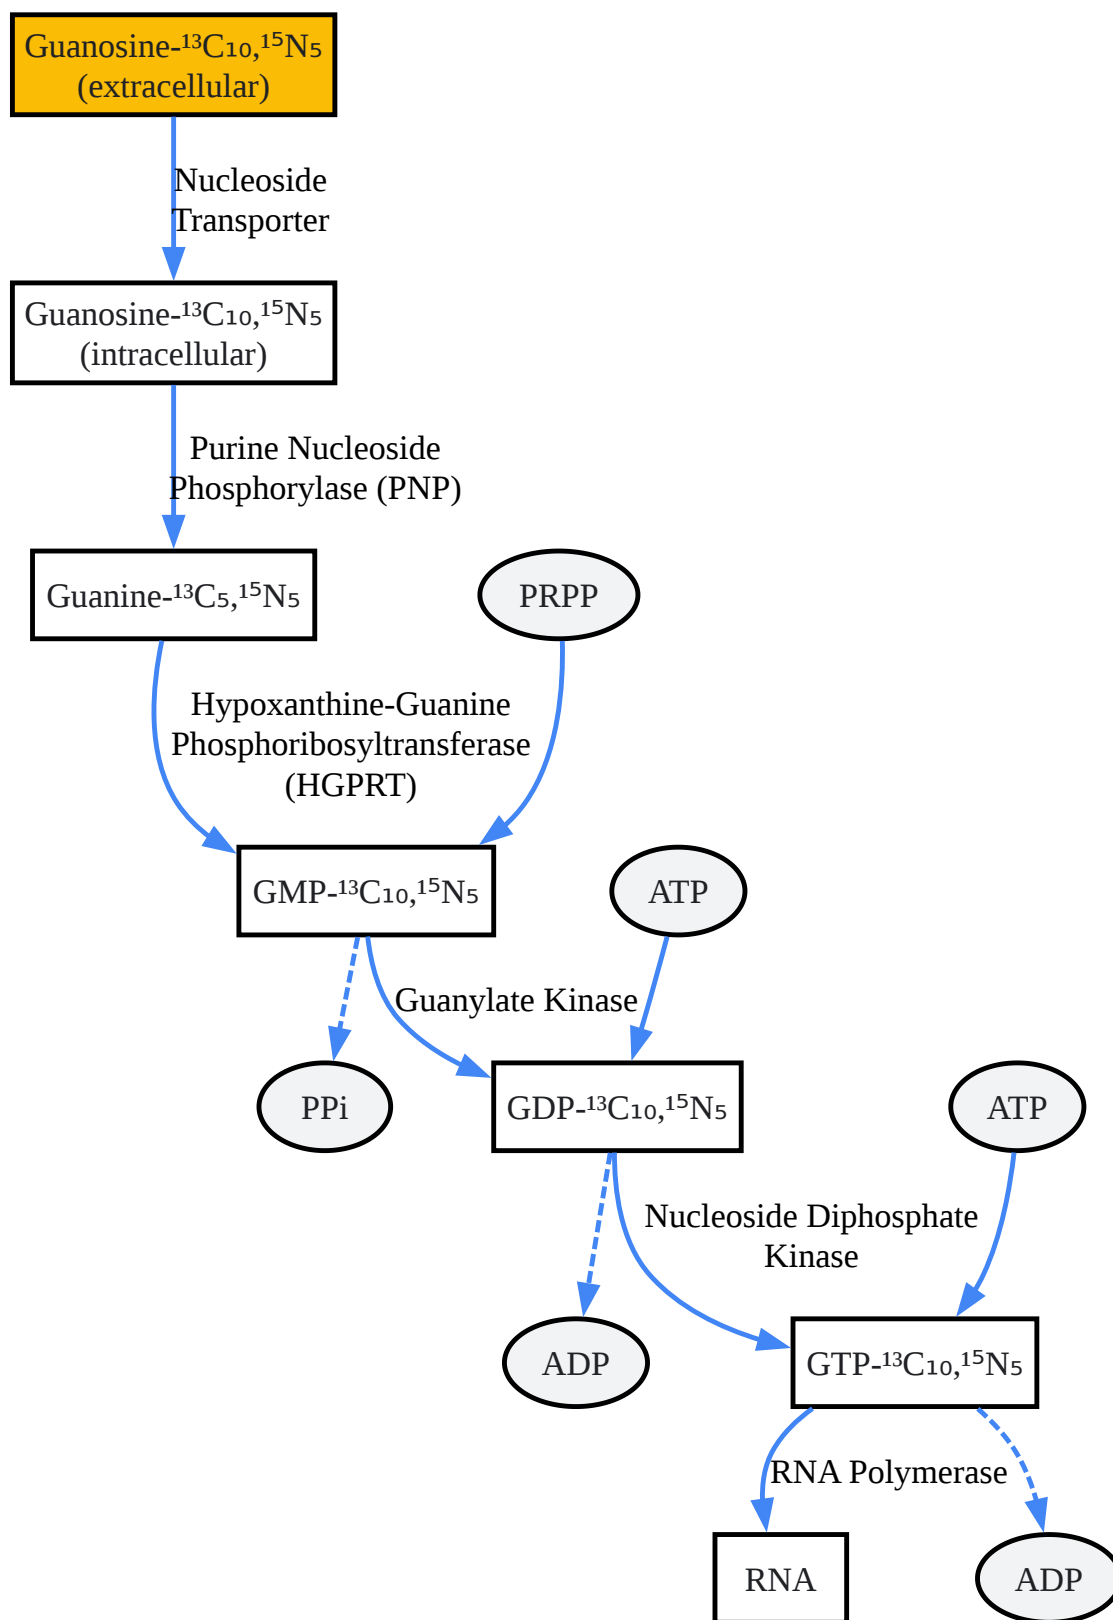 Guanosine-¹³C₁₀,¹⁵N₅
(extracellular)
Nucleoside
Transporter
Guanosine-¹³C₁₀,¹⁵N₅
(intracellular)
Purine Nucleoside
Phosphorylase (PNP)
Guanine-¹³C₅,¹⁵N₅
PRPP
Hypoxanthine-Guanine
Phosphoribosyltransferase
(HGPRT)
GMP-¹³C₁₀,¹⁵N₅
ATP
Guanylate Kinase
PPi
GDP-¹³C₁₀,¹⁵N₅
ATP
Nucleoside Diphosphate
Kinase
ADP
GTP-¹³C₁₀,¹⁵N₅
RNA Polymerase
RNA
ADP